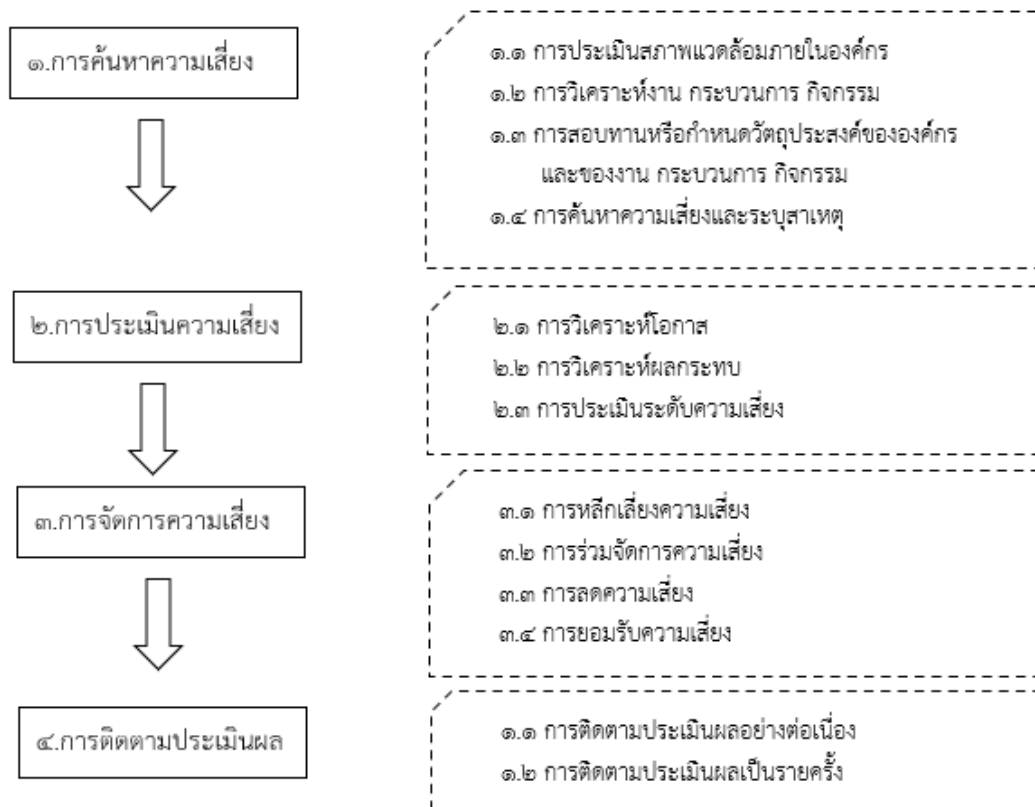 ๑.การค้นหาความเสี่ยง
๑.๑ การประเมินสภาพแวดล้อมภายในองค์กร
๑.๒ การวิเคราะห์งาน กระบวนการ กิจกรรม
๑.๓ การสอบทานหรือกำหนดวัตถุประสงค์ขององค์กร
และของงาน กระบวนการ กิจกรรม
๑.๔ การค้นหาความเสี่ยงและระบุสาเหตุ
๒.การประเมินความเสี่ยง
๒.๑ การวิเคราะห์โอกาส
๒.๒ การวิเคราะห์ผลกระทบ
๒.๓ การประเมินระดับความเสี่ยง
๓.การจัดการความเสี่ยง
๓.๑ การหลีกเลี่ยงความเสี่ยง
๓.๒ การร่วมจัดการความเสี่ยง
๓.๓ การลดความเสี่ยง
๓.๔ การยอมรับความเสี่ยง
๔.การติดตามประเมินผล
๑.๑ การติดตามประเมินผลอย่างต่อเนื่อง
๑.๒ การติดตามประเมินผลเป็นรายครั้ง